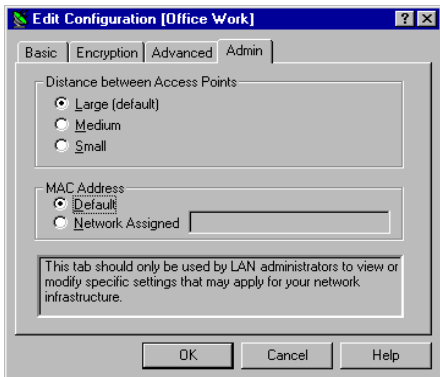 Edit Configuration [Office Work]
Basic Encryption Advanced Admin
Distance between Access Points
Large (default)
Medium
Small
MAC Address
Default
Network Assigned
This tab should only be used by LAN administrators to view or
modify specific settings that may apply for your network
infrastructure.
OK Cancel Help